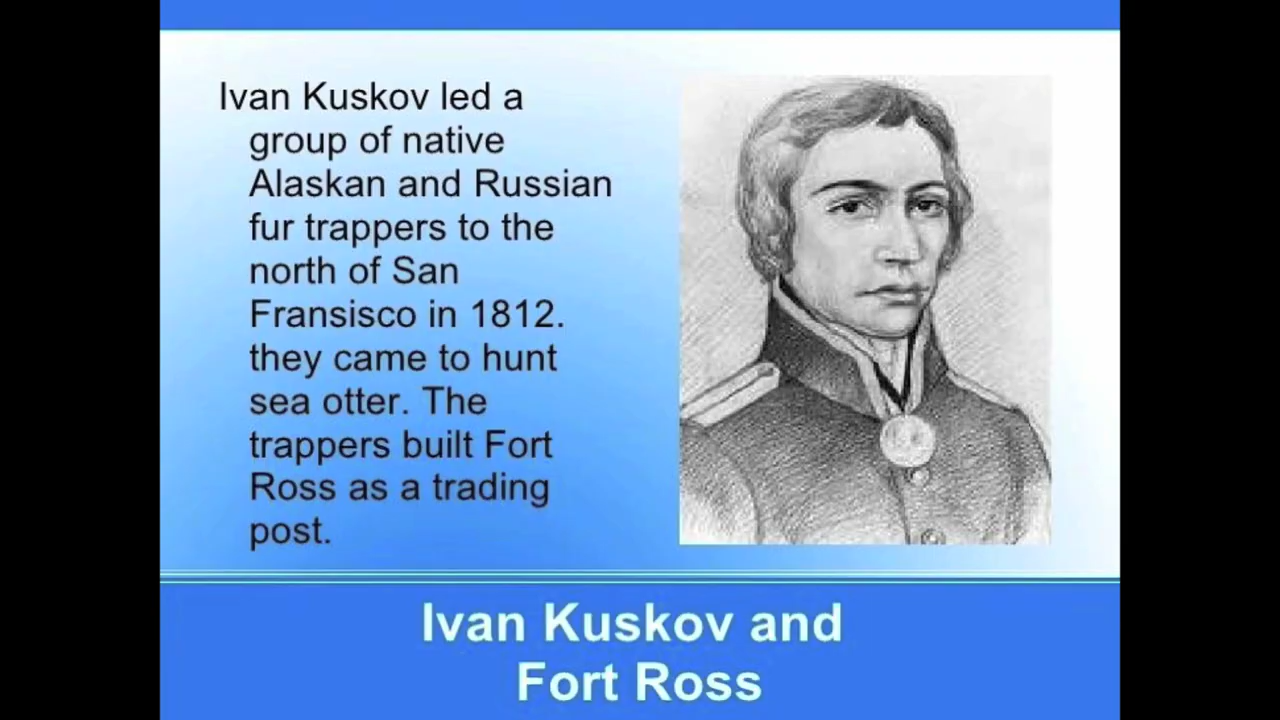 Ivan Kuskov led a
group of native
Alaskan and Russian
fur trappers to the
north of San
Fransisco in 1812.
they came to hunt
sea otter. The
trappers built Fort
Ross as a trading
post.
Ivan Kuskov and
Fort Ross